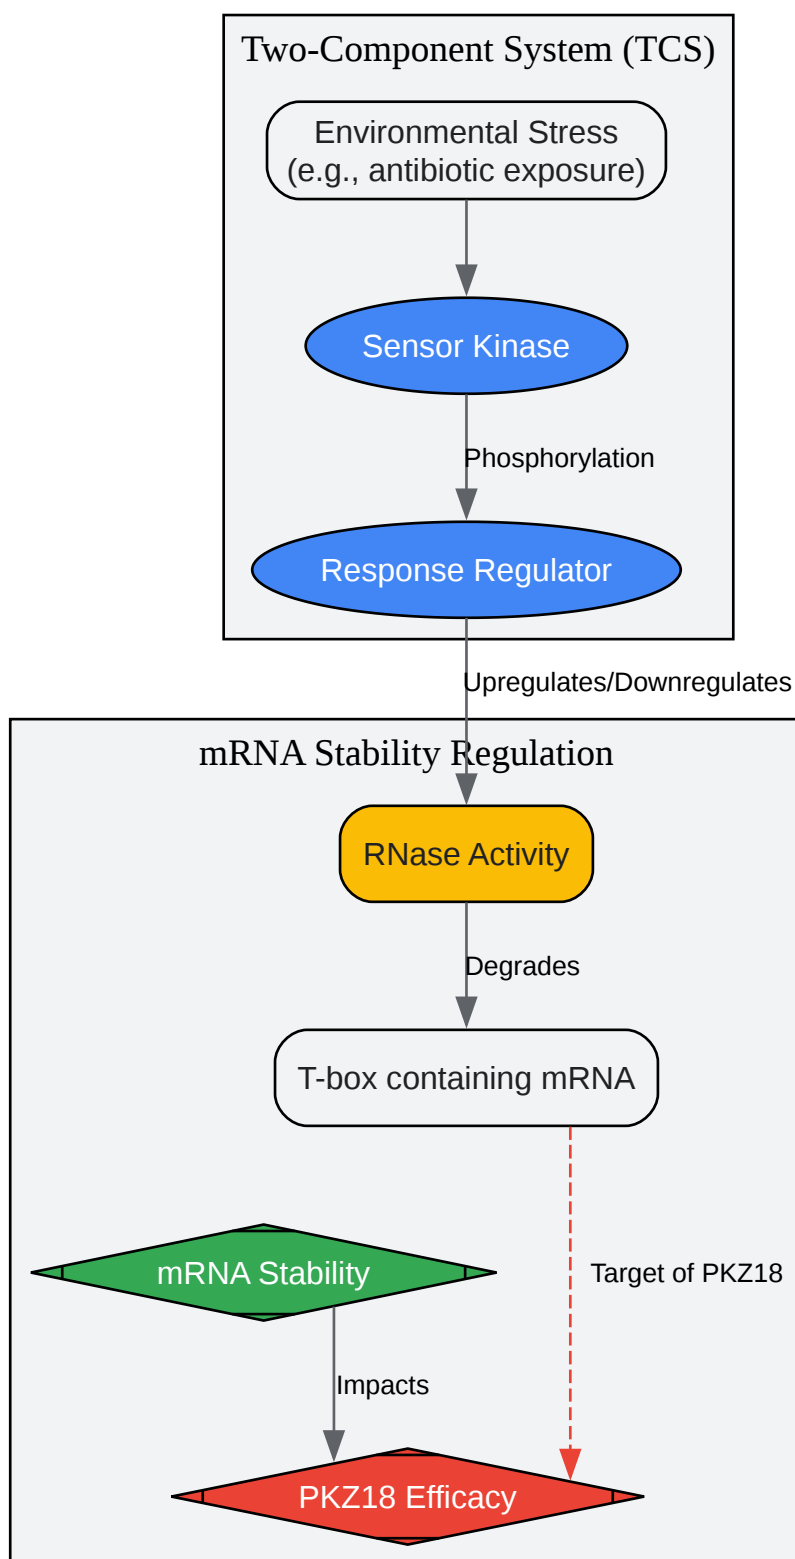 Two-Component System (TCS)
Environmental Stress
(e.g., antibiotic exposure)
Sensor Kinase
Phosphorylation
Response Regulator
Upregulates/Downregulates
mRNA Stability Regulation
RNase Activity
Degrades
T-box containing mRNA
mRNA Stability
Target of PKZ18
Impacts
PKZ18 Efficacy